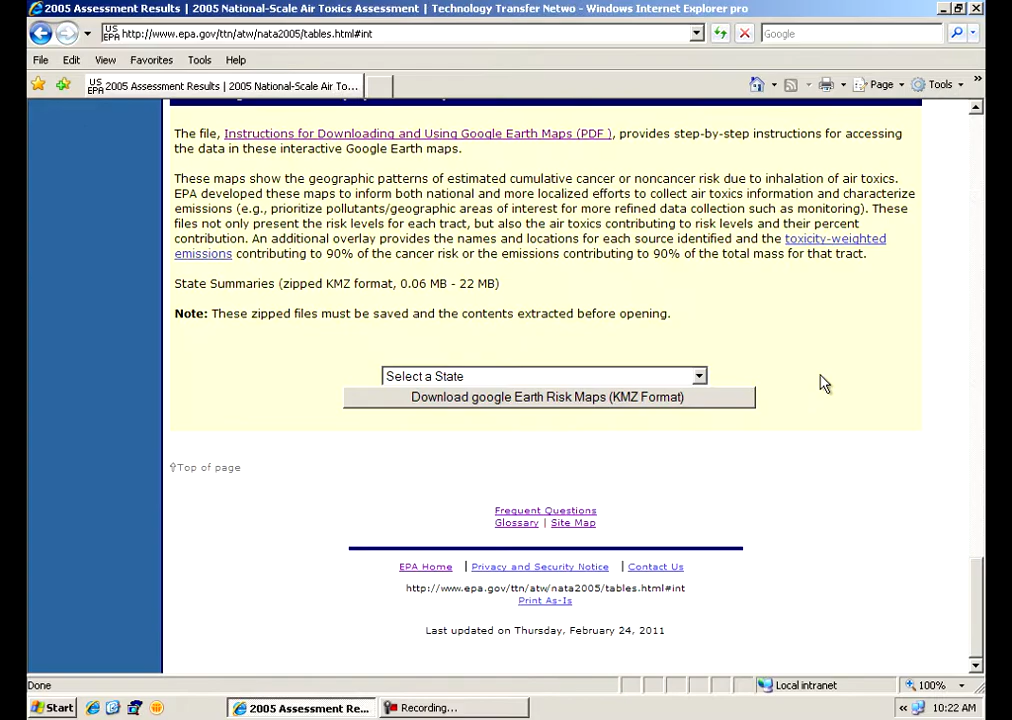 2005 Assessment Results | 2005 National-Scale Air Toxics Assessment | Technology Transfer Netwo - Windows Internet Explorer pro
US EPA http://www.epa.gov/ttn/atw/nata2005/tables.html#int
Google
File Edit View Favorites Tools Help
US EPA 2005 Assessment Results | 2005 National-Scale Air To...
Page Tools »
The file, Instructions for Downloading and Using Google Earth Maps (PDF ), provides step-by-step instructions for accessing
the data in these interactive Google Earth maps.
These maps show the geographic patterns of estimated cumulative cancer or noncancer risk due to inhalation of air toxics.
EPA developed these maps to inform both national and more localized efforts to collect air toxics information and characterize
emissions (e.g., prioritize pollutants/geographic areas of interest for more refined data collection such as monitoring). These
files not only present the risk levels for each tract, but also the air toxics contributing to risk levels and their percent
contribution. An additional overlay provides the names and locations for each source identified and the toxicity-weighted
emissions contributing to 90% of the cancer risk or the emissions contributing to 90% of the total mass for that tract.
State Summaries (zipped KMZ format, 0.06 MB - 22 MB)
Note: These zipped files must be saved and the contents extracted before opening.
Select a State
Download google Earth Risk Maps (KMZ Format)
⇑Top of page
Frequent Questions
Glossary | Site Map
EPA Home | Privacy and Security Notice | Contact Us
http://www.epa.gov/ttn/atw/nata2005/tables.html#int
Print As-Is
Last updated on Thursday, February 24, 2011
Done
Local intranet
100%
Start
2005 Assessment Re...
Recording...
« 10:22 AM